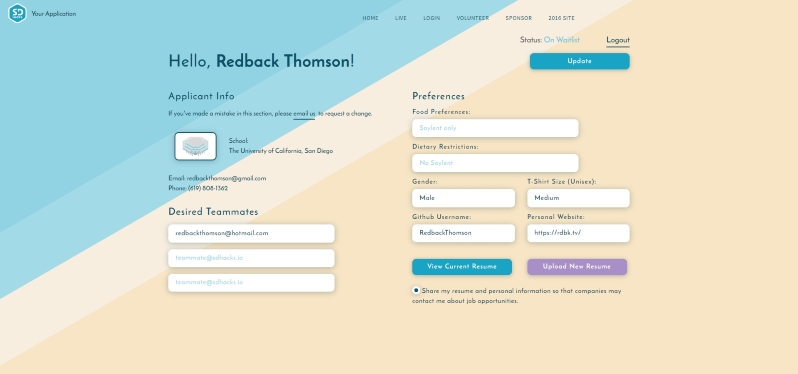 SD
Your Application
HOME LIVE LOGIN VOLUNTEER SPONSOR 2016 SITE
Status: On Waitlist Logout
Hello, Redback Thomson!
Update
Applicant Info
If you've made a mistake in this section, please email us to request a change.
School:
The University of California, San Diego
Email: redbackthomson@gmail.com
Phone: (619) 808-1362
Desired Teammates
redbackthomson@hotmail.com
teammate@sdhacks.io
teammate@sdhacks.io
Preferences
Food Preferences:
Soylent only
Dietary Restrictions:
No Soylent
Gender: T-Shirt Size (Unisex):
Male Medium
Github Username: Personal Website:
RedbackThomson https://rdbk.tv/
View Current Resume Upload New Resume
Share my resume and personal information so that companies may
contact me about job opportunities.